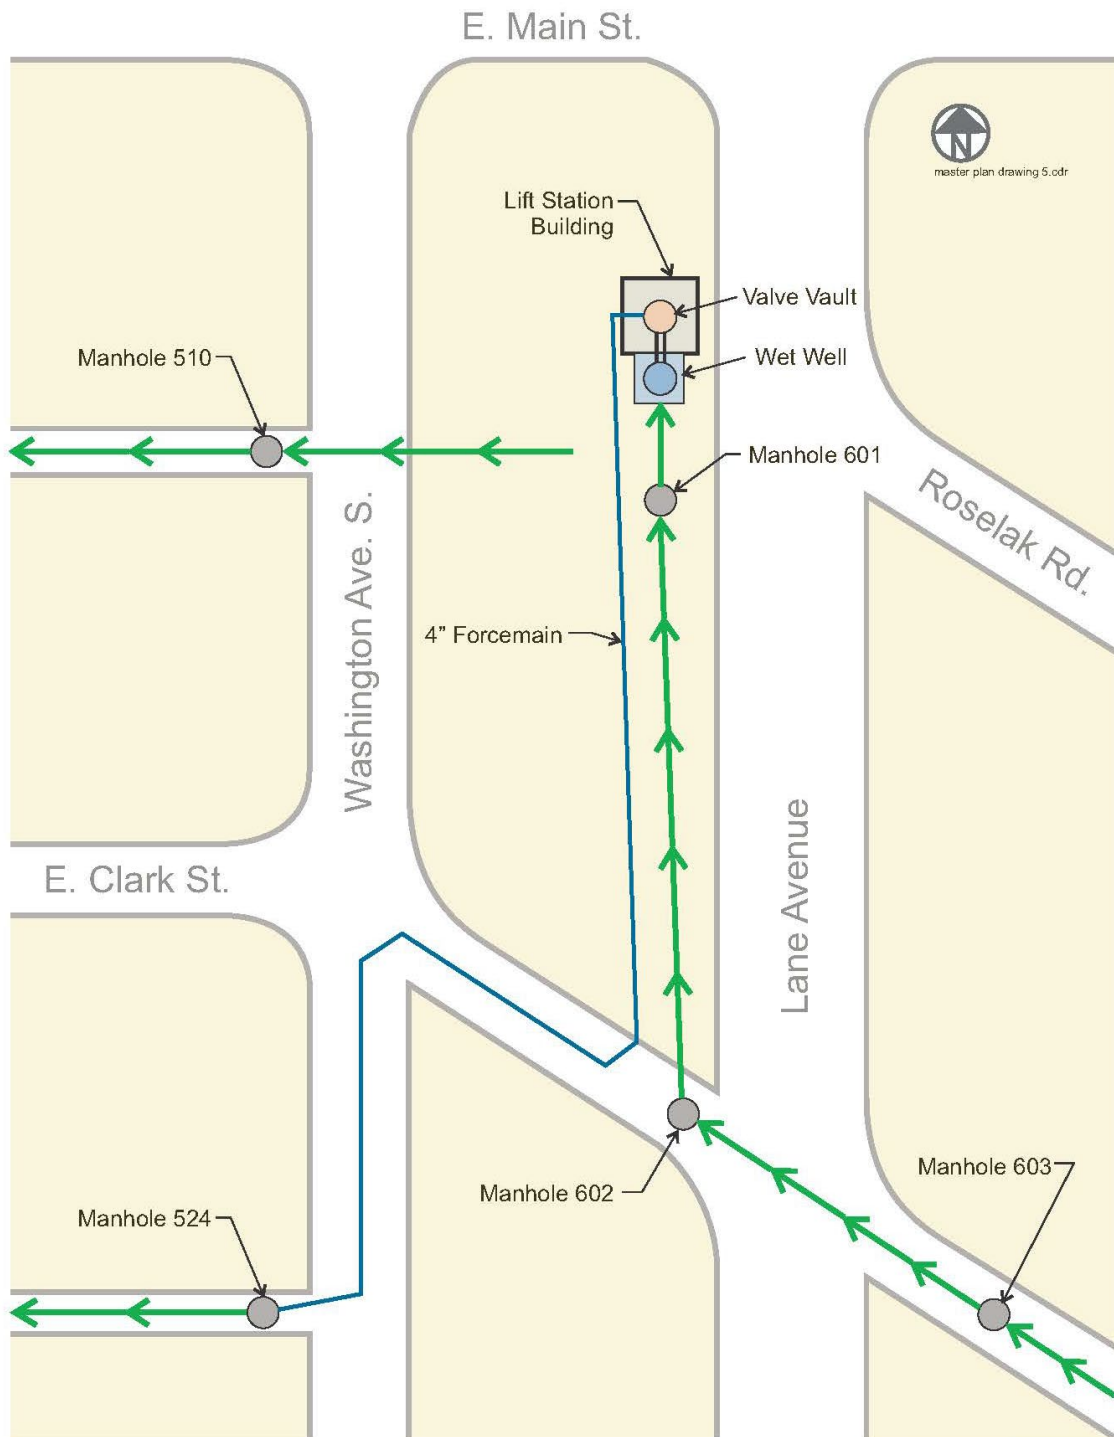 E. Main St.
N
master plan drawing 5.cdr
Lift Station
Building
Valve Vault
Manhole 510
Wet Well
Manhole 601
Roselak Rd.
Washington Ave. S.
4" Forcemain
Lane Avenue
E. Clark St.
Manhole 603
Manhole 602
Manhole 524